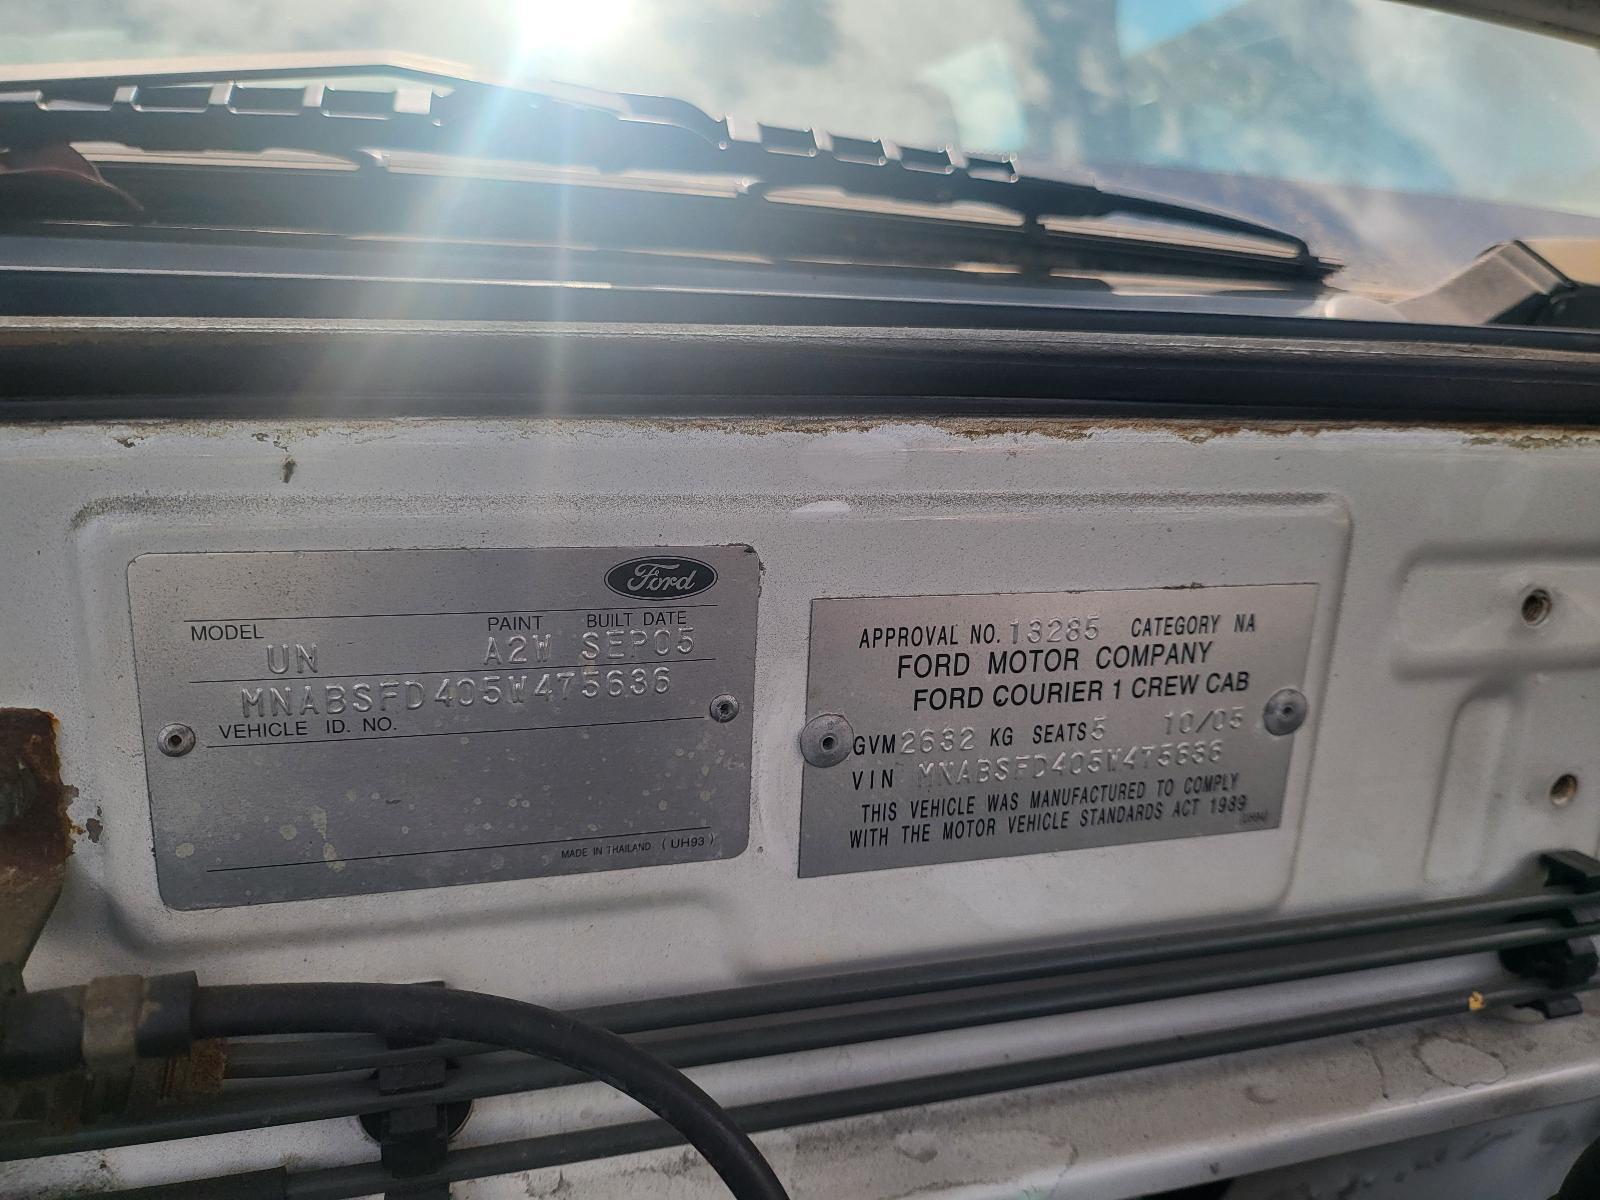 Ford
MODEL PAINT BUILT DATE
UN A2W SEP05
MNABSFD405W475636
VEHICLE ID. NO.
MADE IN THAILAND (UH93)
APPROVAL NO. 13285 CATEGORY NA
FORD MOTOR COMPANY
FORD COURIER 1 CREW CAB
GVM 2632 KG SEATS 5 10/05
VIN MNABSFD405W475636
THIS VEHICLE WAS MANUFACTURED TO COMPLY
WITH THE MOTOR VEHICLE STANDARDS ACT 1989